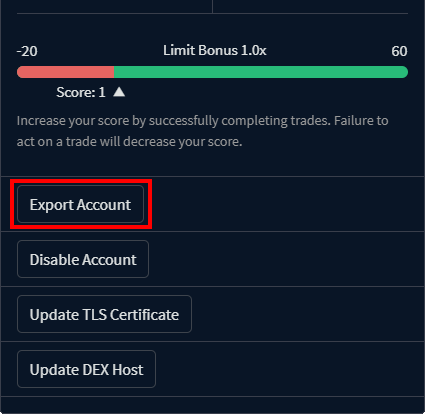 -20 Limit Bonus 1.0x 60
Score: 1 ▲
Increase your score by successfully completing trades. Failure to
act on a trade will decrease your score.
Export Account
Disable Account
Update TLS Certificate
Update DEX Host